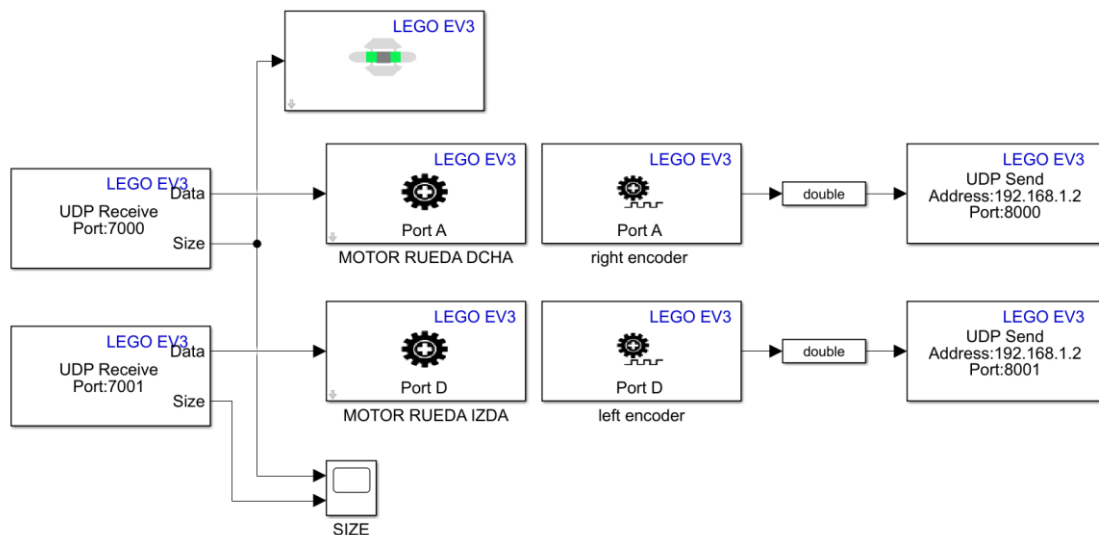 LEGO EV3
LEGO EV3
UDP Receive
Port:7000
Data
Size
LEGO EV3
Port A
MOTOR RUEDA DCHA
LEGO EV3
Port A
right encoder
double
LEGO EV3
UDP Send
Address:192.168.1.2
Port:8000
LEGO EV3
UDP Receive
Port:7001
Data
Size
LEGO EV3
Port D
MOTOR RUEDA IZDA
LEGO EV3
Port D
left encoder
double
LEGO EV3
UDP Send
Address:192.168.1.2
Port:8001
SIZE